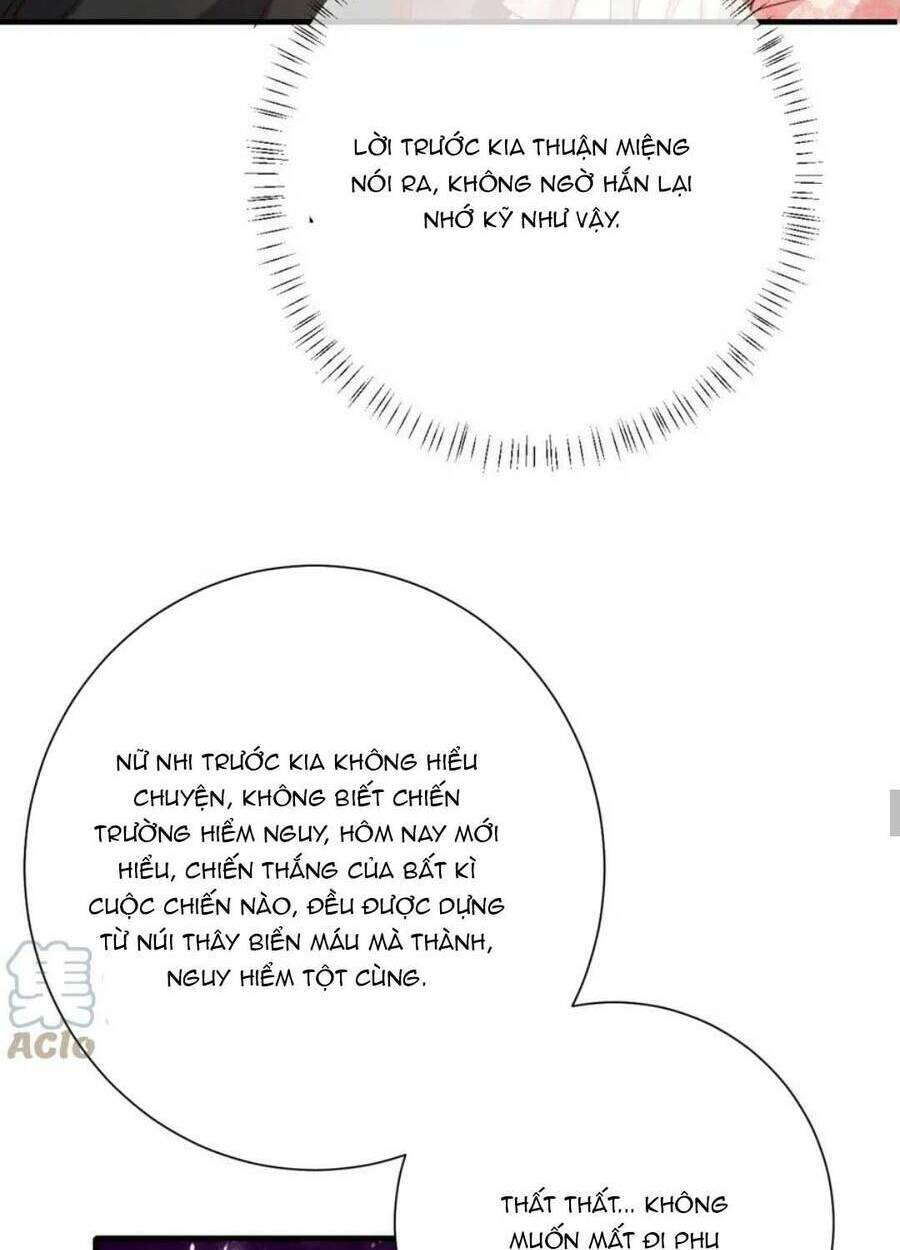 LỜI TRƯỚC KIA THUẬN MIỆNG
NÓI RA, KHÔNG NGỜ HẮN LẠI
NHỚ KỸ NHƯ VẬY.
NỮ NHI TRƯỚC KIA KHÔNG HIỂU
CHUYỆN, KHÔNG BIẾT CHIẾN
TRƯỜNG HIỂM NGUY, HÔM NAY MỚI
HIỂU, CHIẾN THẮNG CỦA BẤT KÌ
CUỘC CHIẾN NÀO, ĐỀU ĐƯỢC DỰNG
TỪ NÚI THÂY BIỂN MÁU MÀ THÀNH,
NGUY HIỂM TỘT CÙNG.
集
ACIO
THẤT THẤT... KHÔNG
MUỐN MẤT ĐI PHU